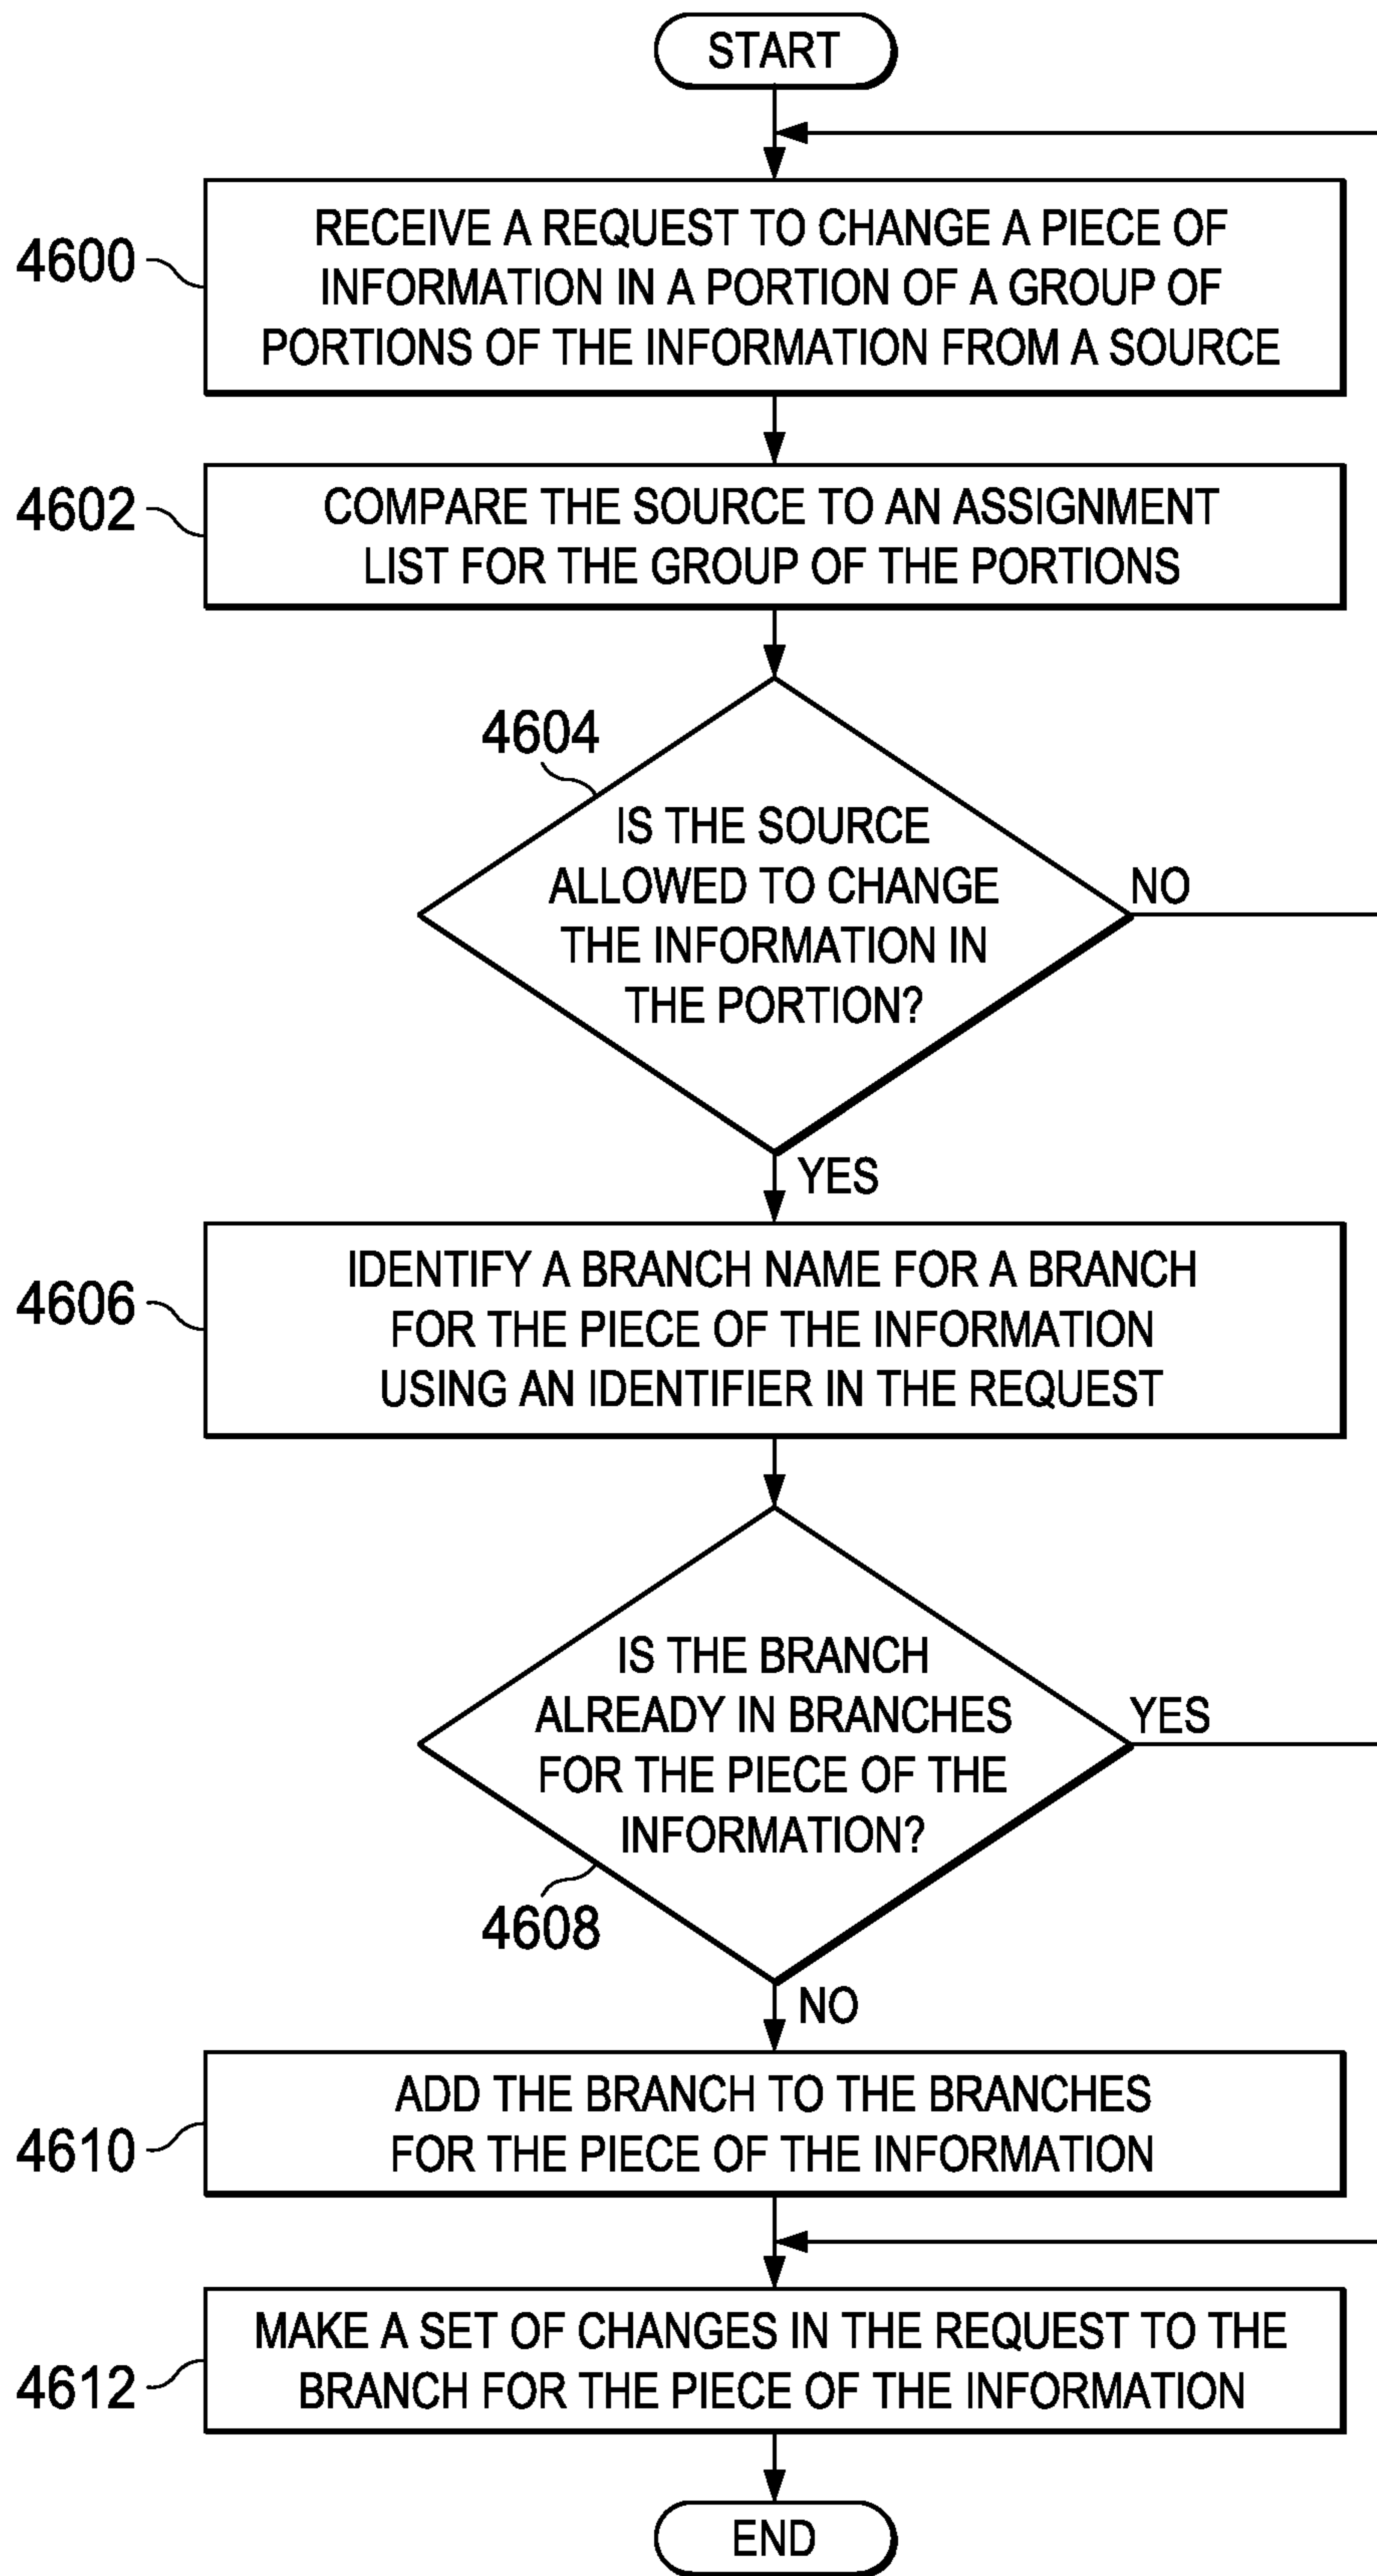 START
4600
RECEIVE A REQUEST TO CHANGE A PIECE OF
INFORMATION IN A PORTION OF A GROUP OF
PORTIONS OF THE INFORMATION FROM A SOURCE
4602
COMPARE THE SOURCE TO AN ASSIGNMENT
LIST FOR THE GROUP OF THE PORTIONS
4604
IS THE SOURCE
ALLOWED TO CHANGE
THE INFORMATION IN
THE PORTION?
NO
YES
4606
IDENTIFY A BRANCH NAME FOR A BRANCH
FOR THE PIECE OF THE INFORMATION
USING AN IDENTIFIER IN THE REQUEST
IS THE BRANCH
ALREADY IN BRANCHES
FOR THE PIECE OF THE
INFORMATION?
YES
4608
NO
4610
ADD THE BRANCH TO THE BRANCHES
FOR THE PIECE OF THE INFORMATION
4612
MAKE A SET OF CHANGES IN THE REQUEST TO THE
BRANCH FOR THE PIECE OF THE INFORMATION
END